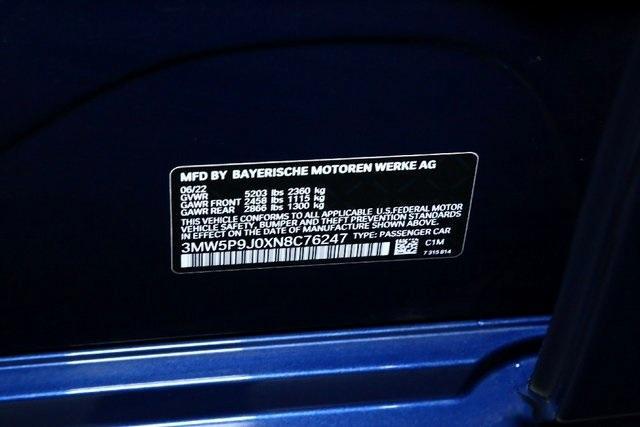 MFD BY BAYERISCHE MOTOREN WERKE AG
06/22
GVWR 5203 lbs 2360 kg
GAWR FRONT 2458 lbs 1115 kg
GAWR REAR 2866 lbs 1300 kg
THIS VEHICLE CONFORMS TO ALL APPLICABLE U.S.FEDERAL MOTOR
VEHICLE SAFETY, BUMPER, AND THEFT PREVENTION STANDARDS
IN EFFECT ON THE DATE OF MANUFACTURE SHOWN ABOVE.
3MW5P9J0XN8C76247 TYPE: PASSENGER CAR
C1M
7 315 814